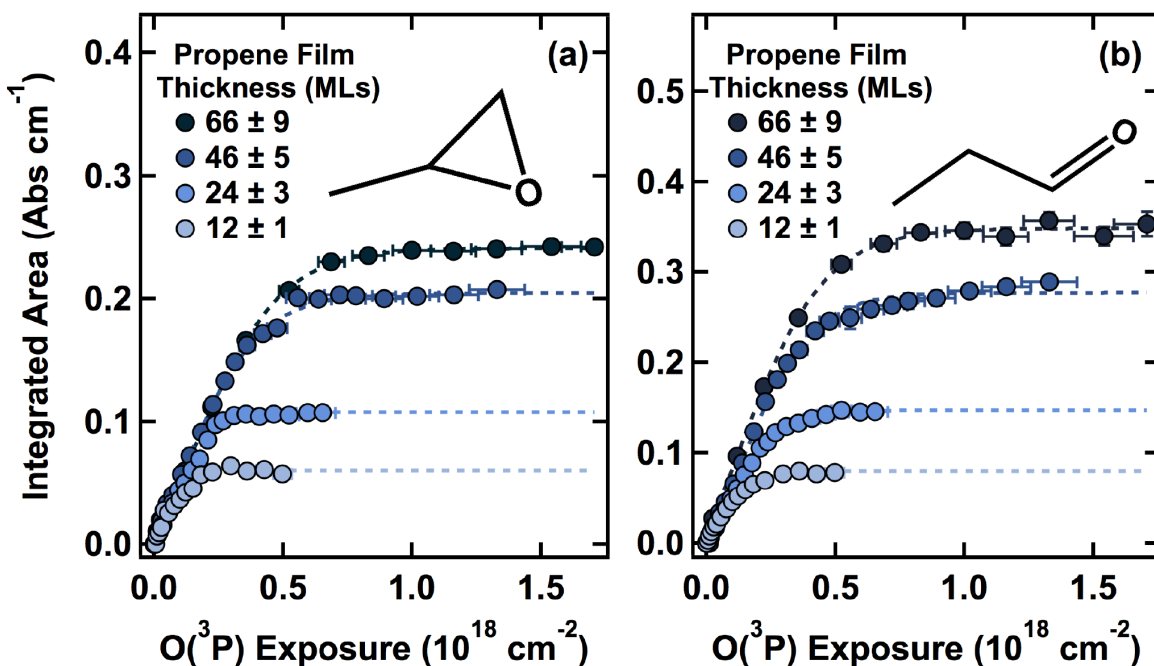 (a)
Propene Film
Thickness (MLs)
66 ± 9
46 ± 5
24 ± 3
12 ± 1
O
0.4
0.3
0.2
0.1
0.0
Integrated Area (Abs cm⁻¹)
0.0 0.5 1.0 1.5
O(³P) Exposure (10¹⁸ cm⁻²)
(b)
Propene Film
Thickness (MLs)
66 ± 9
46 ± 5
24 ± 3
12 ± 1
O
0.5
0.4
0.3
0.2
0.1
0.0
0.0 0.5 1.0 1.5
O(³P) Exposure (10¹⁸ cm⁻²)